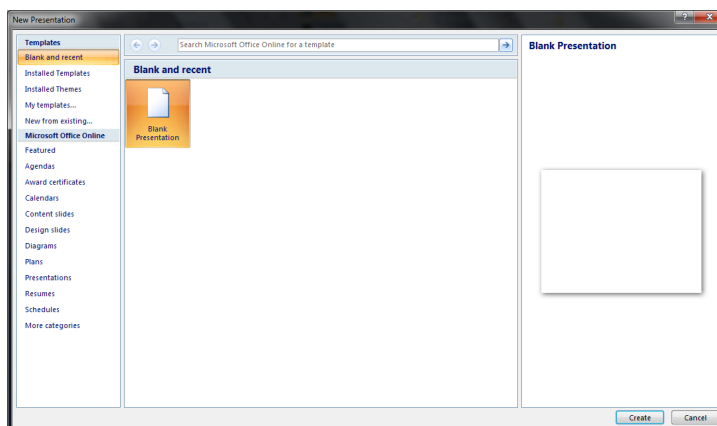 New Presentation
?
Templates
Blank and recent
Installed Templates
Installed Themes
My templates...
New from existing...
Microsoft Office Online
Featured
Agendas
Award certificates
Calendars
Content slides
Design slides
Diagrams
Plans
Presentations
Resumes
Schedules
More categories
Search Microsoft Office Online for a template
Blank and recent
Blank
Presentation
Blank Presentation
Create
Cancel